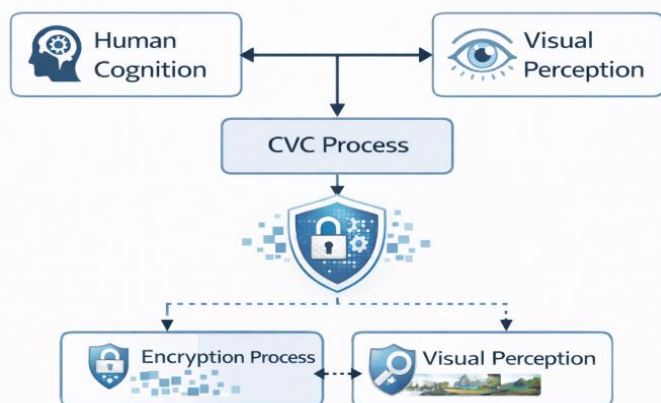 Human
Cognition
Visual
Perception
CVC Process
Encryption Process
Visual Perception